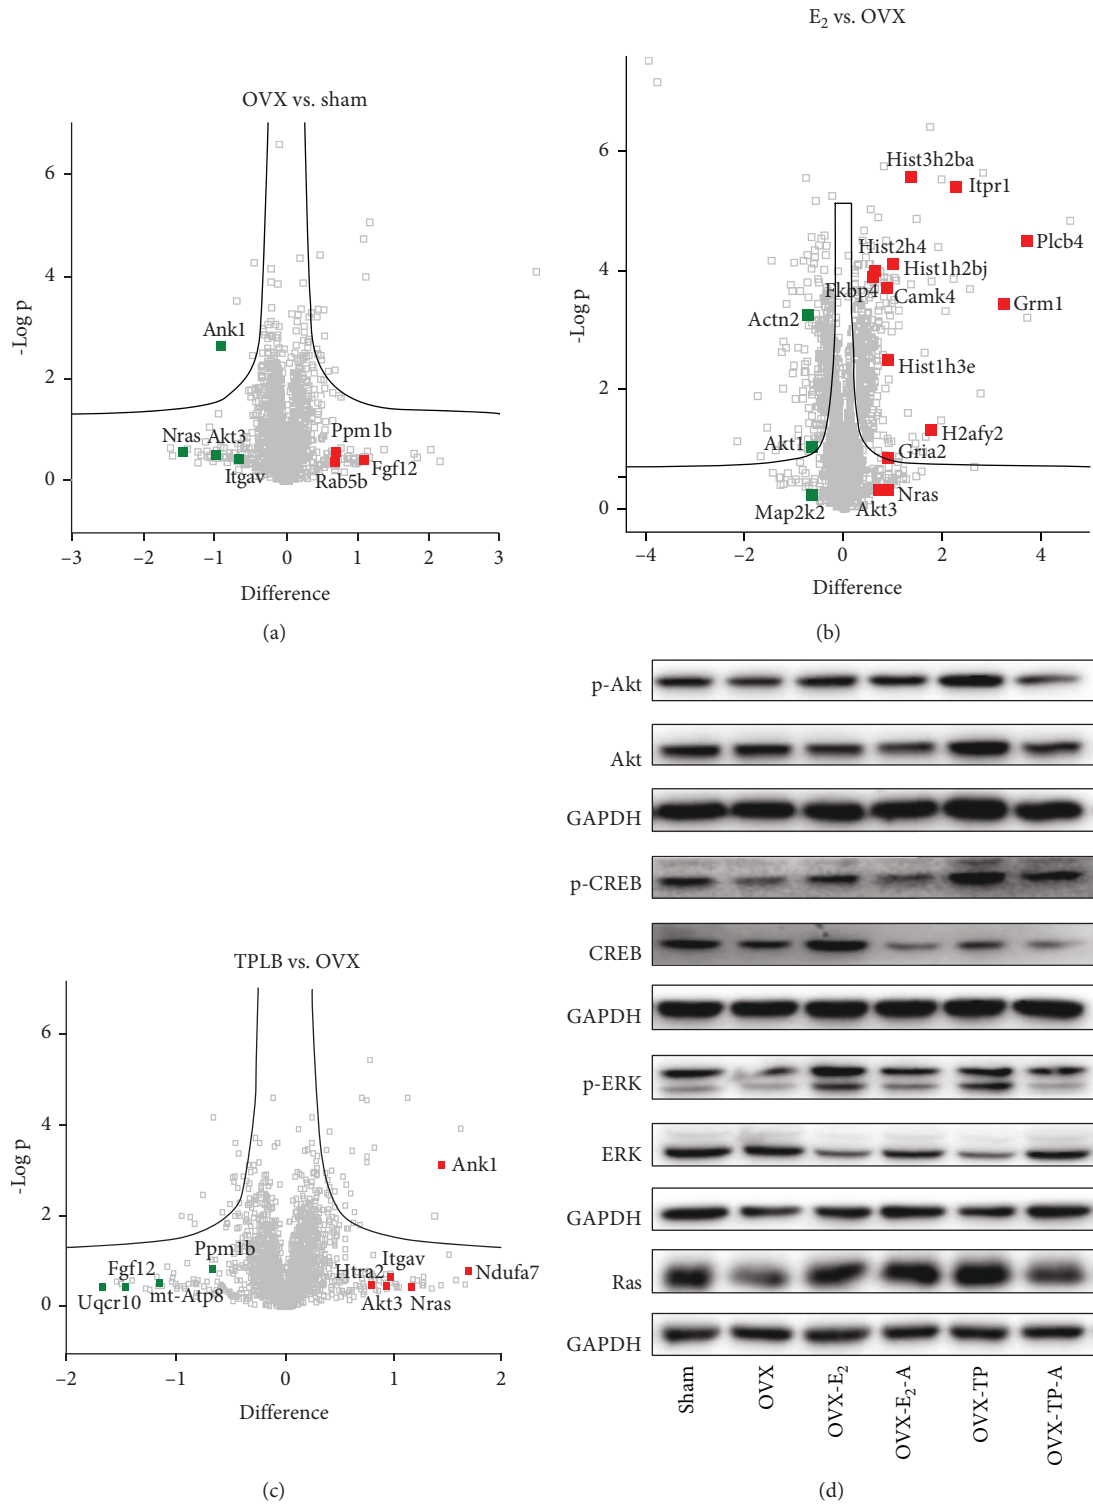 OVX vs. sham
6
4
2
0
-Log p
Ank1
Nras
Akt3
Itgav
Ppm1b
Rab5b
Fgf12
−3
−2
−1
0
1
2
3
Difference
(a)
E2 vs. OVX
6
4
2
0
-Log p
Hist3h2ba
Itpr1
Plcb4
Hist2h4
Hist1h2bj
Fkbp4
Camk4
Grm1
Actn2
Hist1h3e
H2afy2
Akt1
Gria2
Map2k2
Akt3
Nras
−4
−2
0
2
4
Difference
(b)
TPLB vs. OVX
6
4
2
0
-Log p
Ank1
Ppm1b
Fgf12
Uqcr10
mt-Atp8
Htra2
Itgav
Ndufa7
Akt3
Nras
−2
−1
0
1
2
Difference
(c)
p-Akt
Akt
GAPDH
p-CREB
CREB
GAPDH
p-ERK
ERK
GAPDH
Ras
GAPDH
Sham
OVX
OVX-E2
OVX-E2-A
OVX-TP
OVX-TP-A
(d)